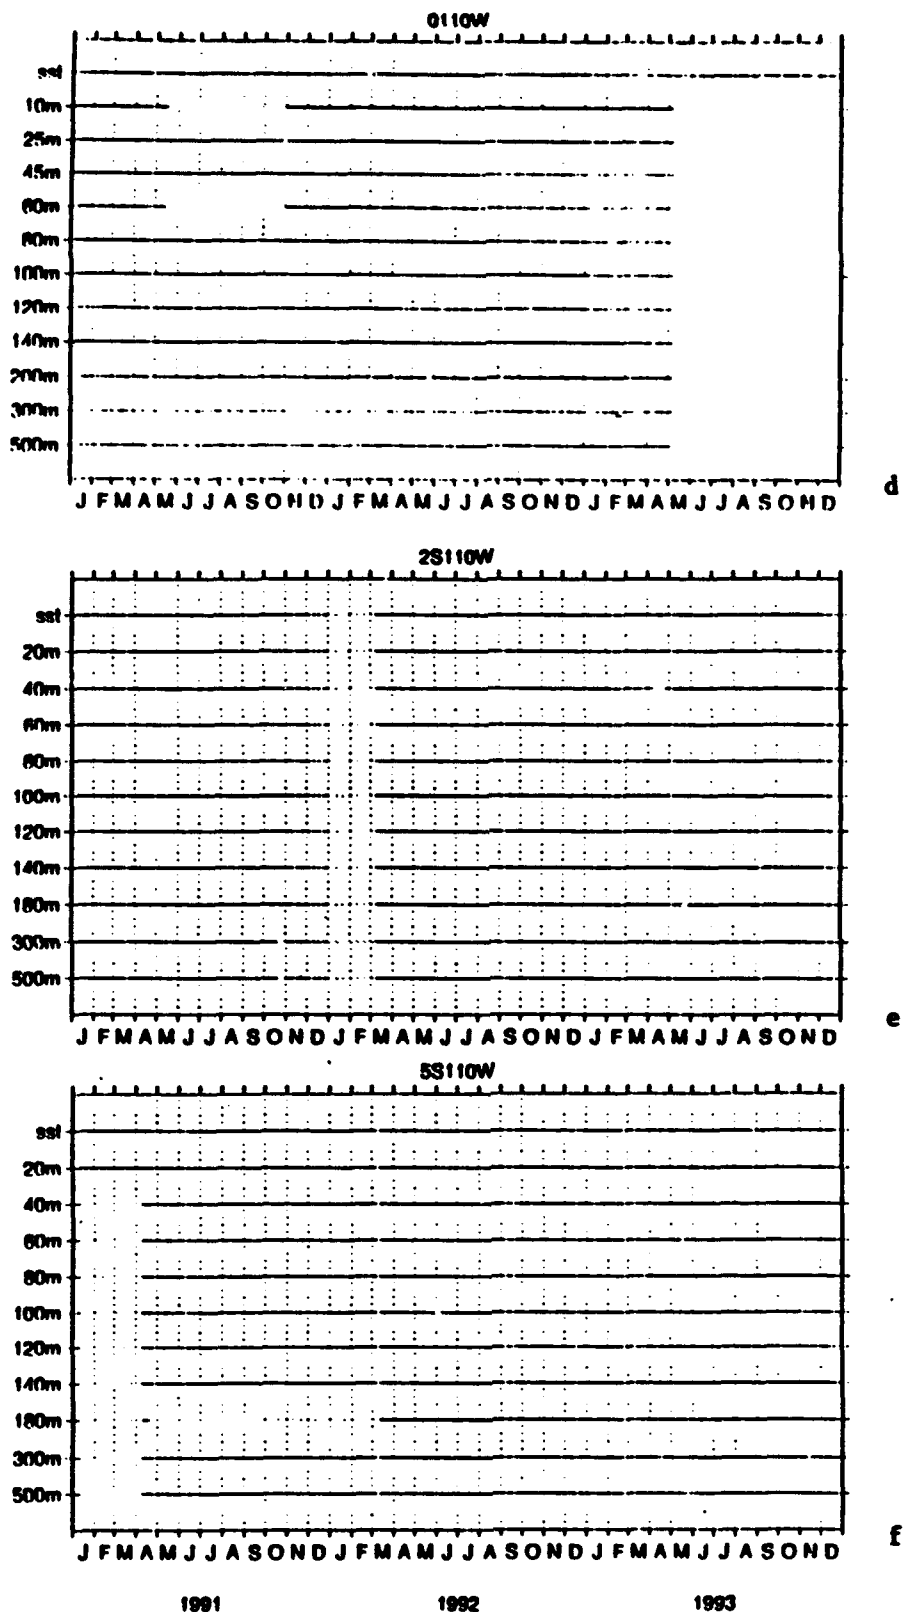 0110W
sst
10m
25m
45m
60m
80m
100m
120m
140m
200m
300m
500m
J F M A M J J A S O N D J F M A M J J A S O N D J F M A M J J A S O N D
d
2S110W
sst
20m
40m
60m
80m
100m
120m
140m
180m
300m
500m
J F M A M J J A S O N D J F M A M J J A S O N D J F M A M J J A S O N D
e
5S110W
sst
20m
40m
60m
80m
100m
120m
140m
180m
300m
500m
J F M A M J J A S O N D J F M A M J J A S O N D J F M A M J J A S O N D
f
1991 1992 1993